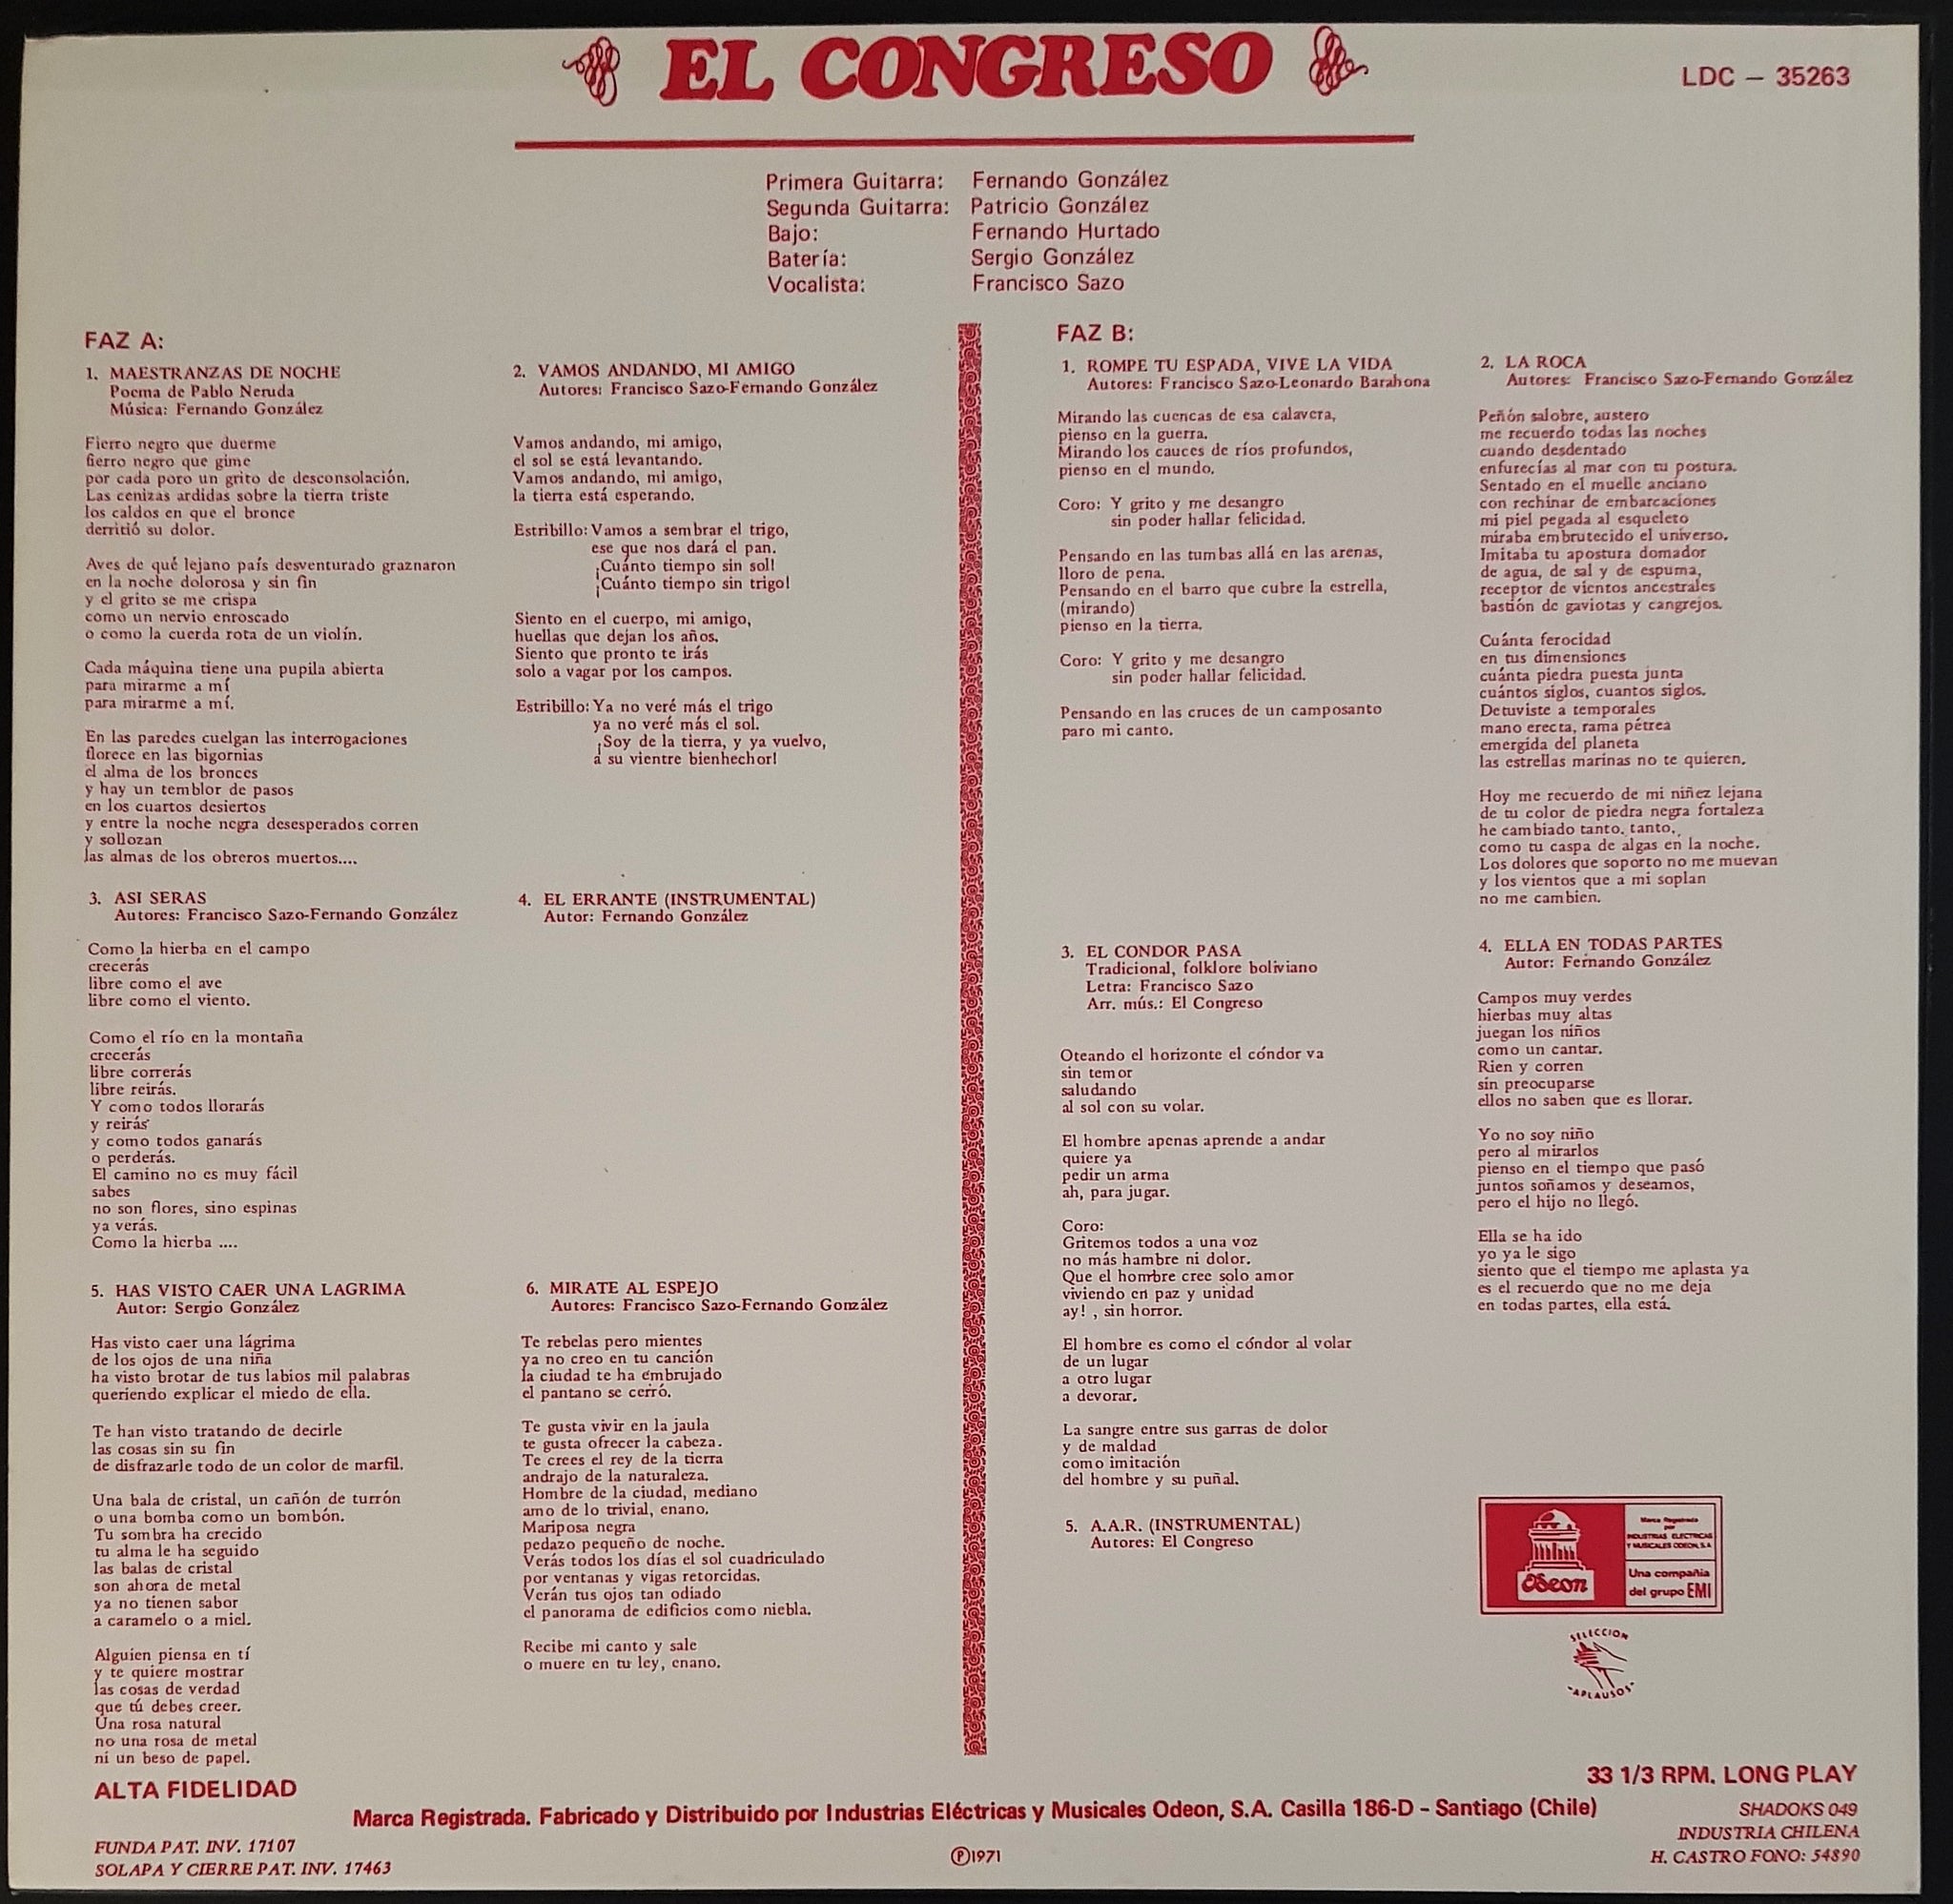 EL CONGRESO
LDC – 35263
Primera Guitarra: Fernando González
Segunda Guitarra: Patricio González
Bajo: Fernando Hurtado
Batería: Sergio González
Vocalista: Francisco Sazo
FAZ A:
1. MAESTRANZAS DE NOCHE
Poema de Pablo Neruda
Música: Fernando González
Fierro negro que duerme
fierro negro que gime
por cada poro un grito de desconsolación.
Las cenizas ardidas sobre la tierra triste
los caldos en que el bronce
derritió su dolor.
Aves de qué lejano país desventurado graznaron
en la noche dolorosa y sin fin
y el grito se me crispa
como un nervio enroscado
o como la cuerda rota de un violín.
Cada máquina tiene una pupila abierta
para mirarme a mí
para mirarme a mí.
En las paredes cuelgan las interrogaciones
florece en las bigornias
el alma de los bronces
y hay un temblor de pasos
en los cuartos desiertos
y entre la noche negra desesperados corren
y sollozan
las almas de los obreros muertos....
2. VAMOS ANDANDO, MI AMIGO
Autores: Francisco Sazo-Fernando González
Vamos andando, mi amigo,
el sol se está levantando.
Vamos andando, mi amigo,
la tierra está esperando.
Estribillo: Vamos a sembrar el trigo,
ese que nos dará el pan.
¡Cuánto tiempo sin sol!
¡Cuánto tiempo sin trigo!
Siento en el cuerpo, mi amigo,
huellas que dejan los años.
Siento que pronto te irás
solo a vagar por los campos.
Estribillo: Ya no veré más el trigo
ya no veré más el sol.
¡Soy de la tierra, y ya vuelvo,
a su vientre bienhechor!
3. ASI SERAS
Autores: Francisco Sazo-Fernando González
Como la hierba en el campo
crecerás
libre como el ave
libre como el viento.
Como el río en la montaña
crecerás
libre correrás
libre reirás.
Y como todos llorarás
y reirás
y como todos ganarás
o perderás.
El camino no es muy fácil
sabes
no son flores, sino espinas
ya verás.
Como la hierba ....
4. EL ERRANTE (INSTRUMENTAL)
Autor: Fernando González
5. HAS VISTO CAER UNA LAGRIMA
Autor: Sergio González
Has visto caer una lágrima
de los ojos de una niña
ha visto brotar de tus labios mil palabras
queriendo explicar el miedo de ella.
Te han visto tratando de decirle
las cosas sin su fin
de disfrazarle todo de un color de marfil.
Una bala de cristal, un cañón de turrón
o una bomba como un bombón.
Tu sombra ha crecido
tu alma le ha seguido
las balas de cristal
son ahora de metal
ya no tienen sabor
a caramelo o a miel.
Alguien piensa en tí
y te quiere mostrar
las cosas de verdad
que tú debes creer.
Una rosa natural
no una rosa de metal
ni un beso de papel.
6. MIRATE AL ESPEJO
Autores: Francisco Sazo-Fernando González
Te rebelas pero mientes
ya no creo en tu canción
la ciudad te ha embrujado
el pantano se cerró.
Te gusta vivir en la jaula
te gusta ofrecer la cabeza.
Te crees el rey de la tierra
andrajo de la naturaleza.
Hombre de la ciudad, mediano
amo de lo trivial, enano.
Mariposa negra
pedazo pequeño de noche.
Verás todos los días el sol cuadriculado
por ventanas y vigas retorcidas.
Verán tus ojos tan odiado
el panorama de edificios como niebla.
Recibe mi canto y sale
o muere en tu ley, enano.
FAZ B:
1. ROMPE TU ESPADA, VIVE LA VIDA
Autores: Francisco Sazo-Leonardo Barahona
Mirando las cuencas de esa calavera,
pienso en la guerra.
Mirando los cauces de ríos profundos,
pienso en el mundo.
Coro: Y grito y me desangro
sin poder hallar felicidad.
Pensando en las tumbas allá en las arenas,
lloro de pena.
Pensando en el barro que cubre la estrella,
(mirando)
pienso en la tierra.
Coro: Y grito y me desangro
sin poder hallar felicidad.
Pensando en las cruces de un camposanto
paro mi canto.
2. LA ROCA
Autores: Francisco Sazo-Fernando González
Peñón salobre, austero
me recuerdo todas las noches
cuando desdentado
enfurecías al mar con tu postura.
Sentado en el muelle anciano
con rechinar de embarcaciones
mi piel pegada al esqueleto
miraba embrutecido el universo.
Imitaba tu apostura domador
de agua, de sal y de espuma,
receptor de vientos ancestrales
bastión de gaviotas y cangrejos.
Cuánta ferocidad
en tus dimensiones
cuánta piedra puesta junta
cuántos siglos, cuantos siglos.
Detuviste a temporales
mano erecta, rama pétrea
emergida del planeta
las estrellas marinas no te quieren.
Hoy me recuerdo de mi niñez lejana
de tu color de piedra negra fortaleza
he cambiado tanto, tanto,
como tu caspa de algas en la noche.
Los dolores que soporto no me muevan
y los vientos que a mi soplan
no me cambien.
3. EL CONDOR PASA
Tradicional, folklore boliviano
Letra: Francisco Sazo
Arr. mús.: El Congreso
Oteando el horizonte el cóndor va
sin temor
saludando
al sol con su volar.
El hombre apenas aprende a andar
quiere ya
pedir un arma
ah, para jugar.
Coro:
Gritemos todos a una voz
no más hambre ni dolor.
Que el hombre cree solo amor
viviendo en paz y unidad
ay! , sin horror.
El hombre es como el cóndor al volar
de un lugar
a otro lugar
a devorar.
La sangre entre sus garras de dolor
y de maldad
como imitación
del hombre y su puñal.
4. ELLA EN TODAS PARTES
Autor: Fernando González
Campos muy verdes
hierbas muy altas
juegan los niños
como un cantar.
Rien y corren
sin preocuparse
ellos no saben que es llorar.
Yo no soy niño
pero al mirarlos
pienso en el tiempo que pasó
juntos soñamos y deseamos,
pero el hijo no llegó.
Ella se ha ido
yo ya le sigo
siento que el tiempo me aplasta ya
es el recuerdo que no me deja
en todas partes, ella está.
5. A.A.R. (INSTRUMENTAL)
Autores: El Congreso
Odeon
Marca Registrada
por
INDUSTRIAS ELECTRICAS
Y MUSICALES ODEON, S.A.
Una compañia
del grupo EMI
SELECCION
-APLAUSOS-
ALTA FIDELIDAD
33 1/3 RPM. LONG PLAY
Marca Registrada. Fabricado y Distribuido por Industrias Eléctricas y Musicales Odeon, S.A. Casilla 186-D – Santiago (Chile)
SHADOKS 049
FUNDA PAT. INV. 17107
INDUSTRIA CHILENA
SOLAPA Y CIERRE PAT. INV. 17463
Ⓟ1971
H. CASTRO FONO: 54890